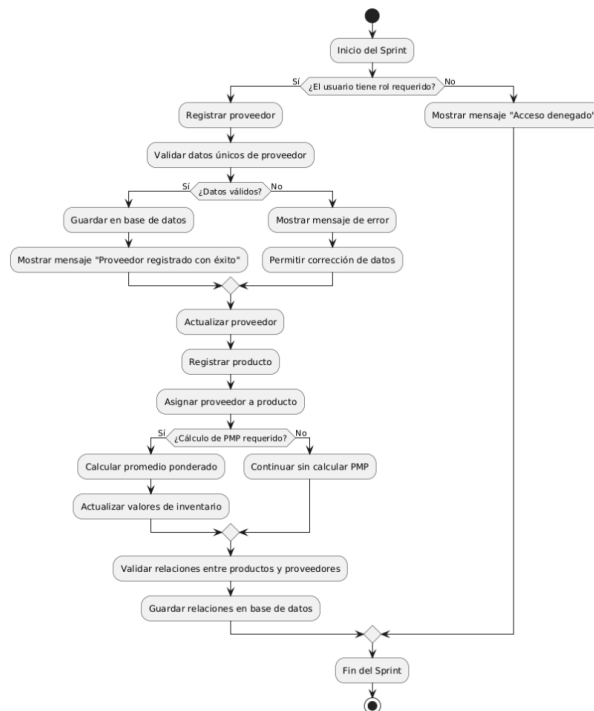 Inicio del Sprint
Sí
¿El usuario tiene rol requerido?
No
Registrar proveedor
Mostrar mensaje "Acceso denegado"
Validar datos únicos de proveedor
Sí
¿Datos válidos?
No
Guardar en base de datos
Mostrar mensaje de error
Mostrar mensaje "Proveedor registrado con éxito"
Permitir corrección de datos
Actualizar proveedor
Registrar producto
Asignar proveedor a producto
Sí
¿Cálculo de PMP requerido?
No
Calcular promedio ponderado
Continuar sin calcular PMP
Actualizar valores de inventario
Validar relaciones entre productos y proveedores
Guardar relaciones en base de datos
Fin del Sprint